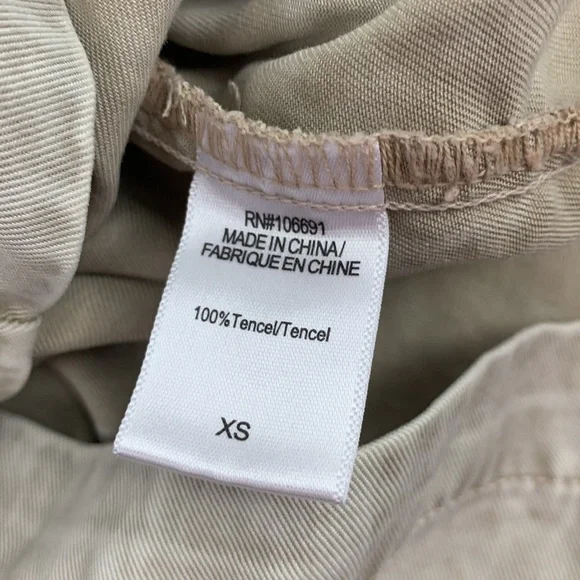 RN#106691
MADE IN CHINA/
FABRIQUE EN CHINE
100%Tencel/Tencel
XS